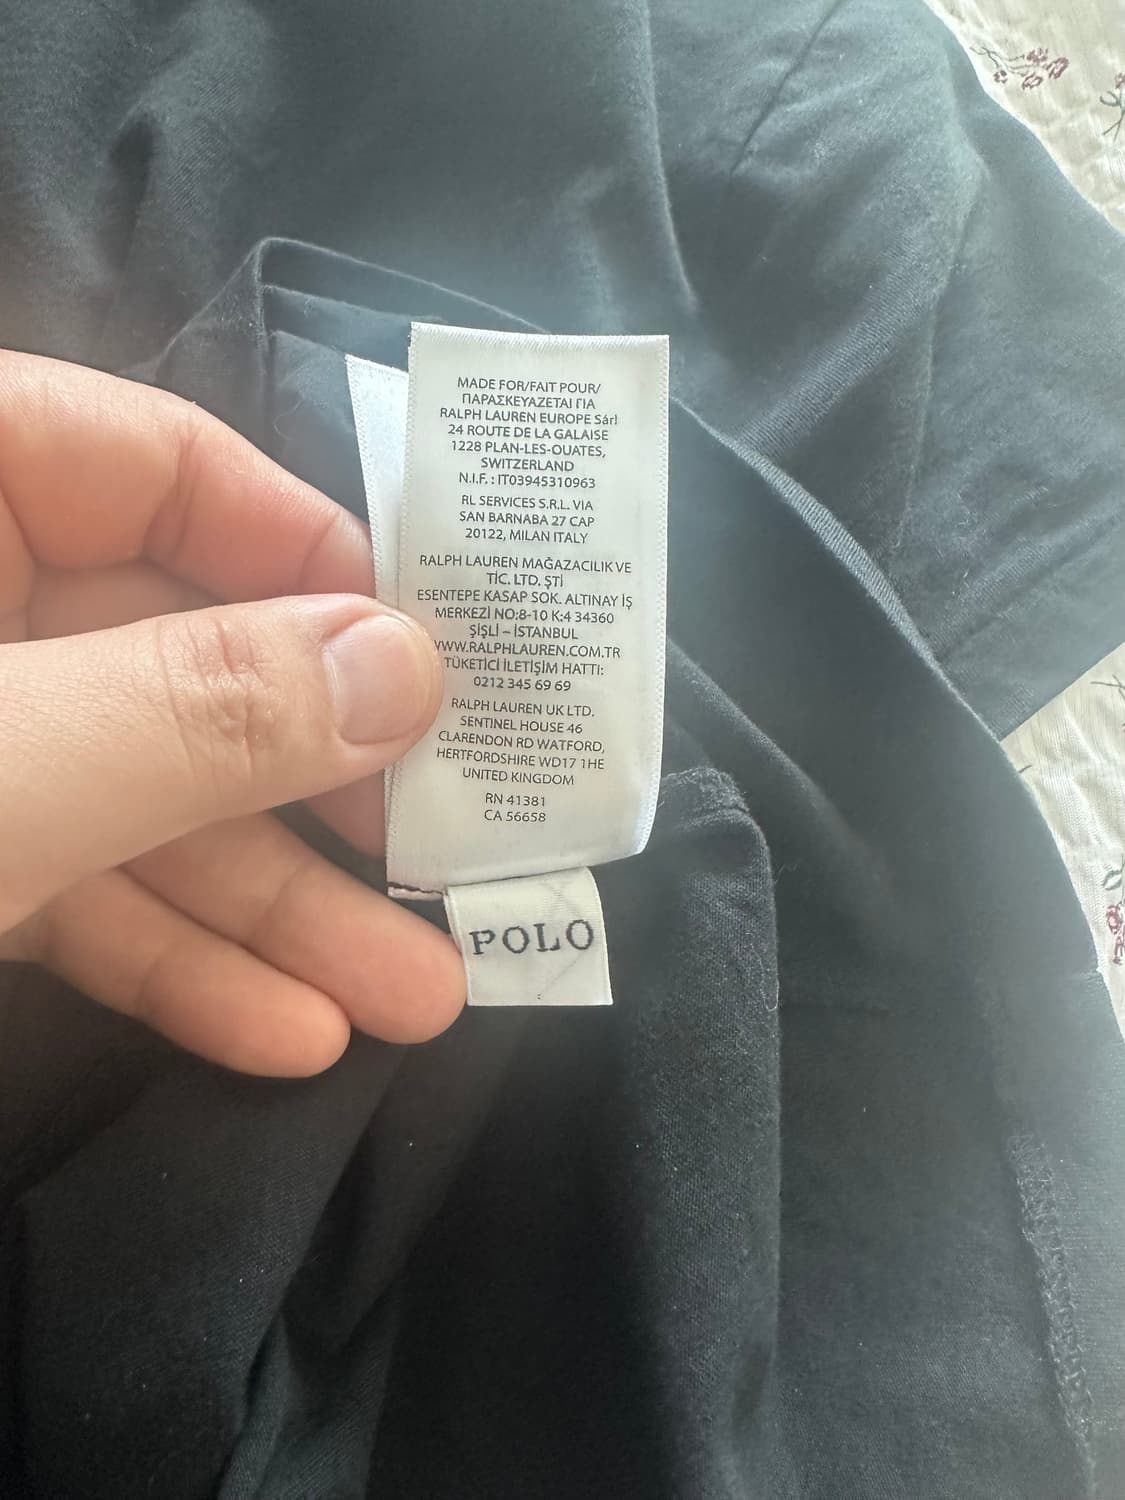 MADE FOR/FAIT POUR/
ΠΑΡΑΣΚΕΥΑΖΕΤΑΙ ΓΙΑ
RALPH LAUREN EUROPE Sárl
24 ROUTE DE LA GALAISE
1228 PLAN-LES-OUATES,
SWITZERLAND
N.I.F. : IT03945310963
RL SERVICES S.R.L. VIA
SAN BARNABA 27 CAP
20122, MILAN ITALY
RALPH LAUREN MAĞAZACILIK VE
TİC. LTD. ŞTİ
ESENTEPE KASAP SOK. ALTINAY İŞ
MERKEZİ NO:8-10 K:4 34360
ŞİŞLİ – İSTANBUL
WWW.RALPHLAUREN.COM.TR
TÜKETİCİ İLETİŞİM HATTI:
0212 345 69 69
RALPH LAUREN UK LTD.
SENTINEL HOUSE 46
CLARENDON RD WATFORD,
HERTFORDSHIRE WD17 1HE
UNITED KINGDOM
RN 41381
CA 56658
POLO